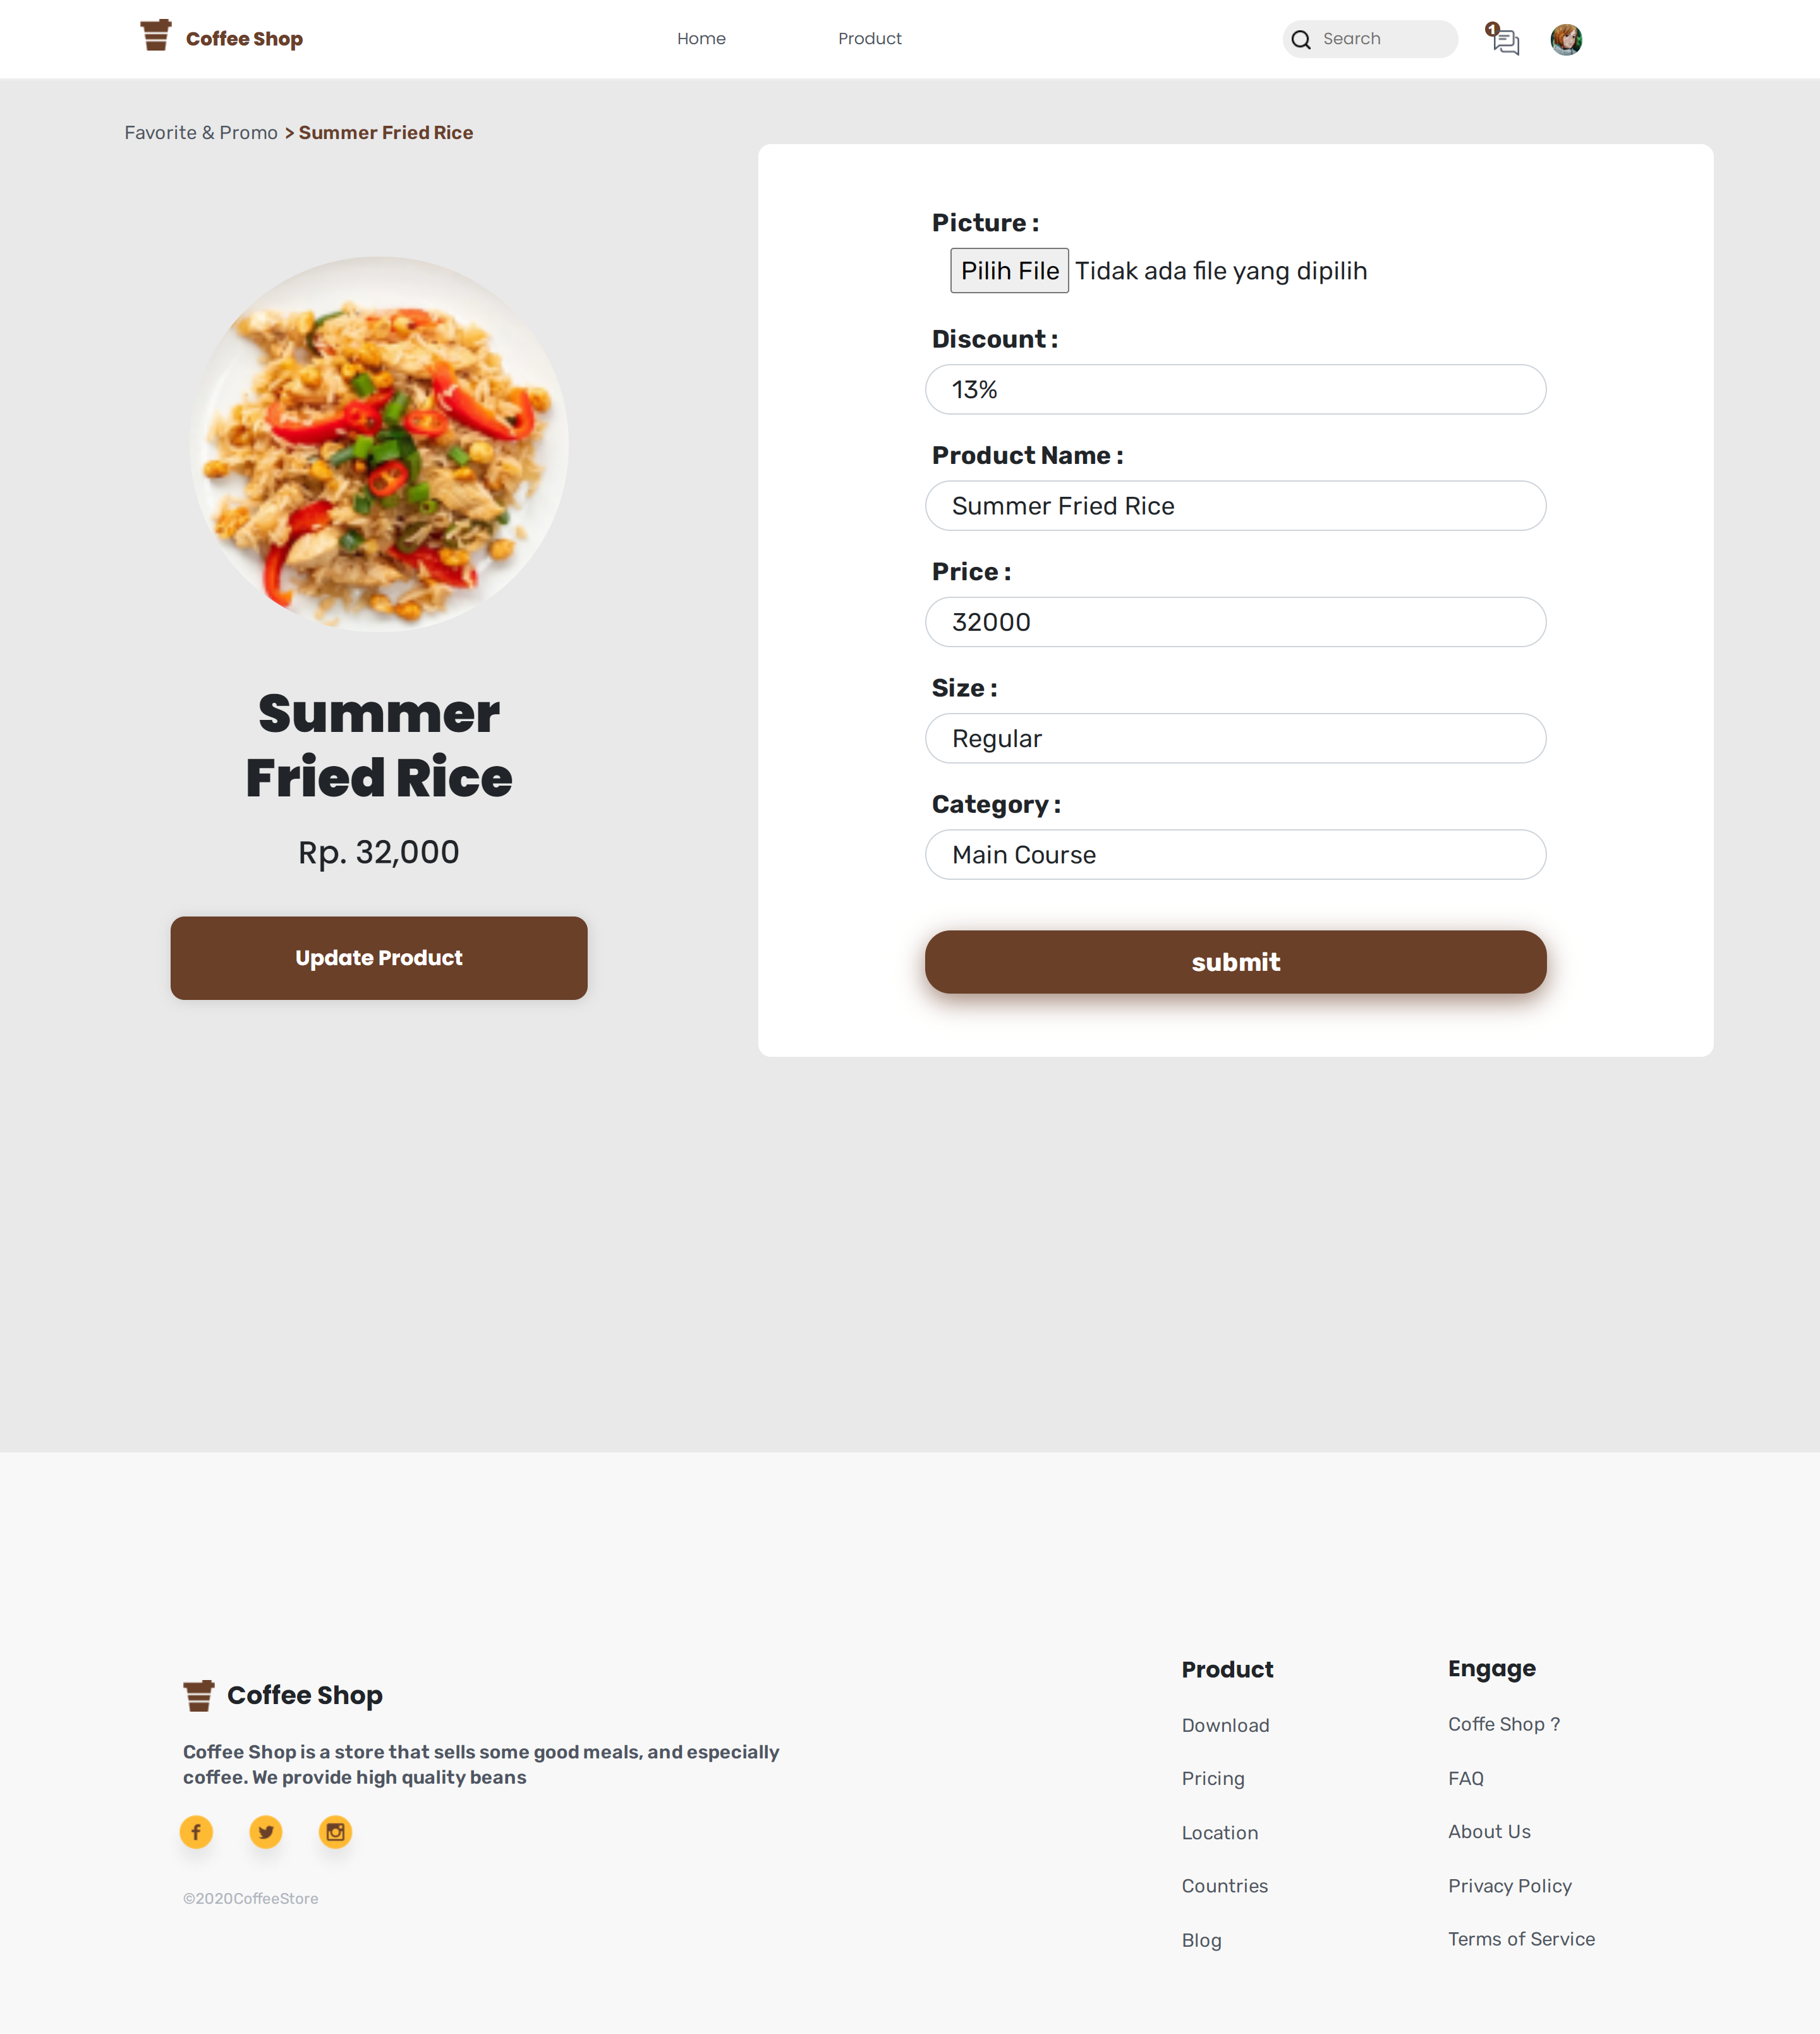 Coffee Shop
Home
Product
Search
1
Favorite & Promo > Summer Fried Rice
Summer
Fried Rice
Rp. 32,000
Update Product
Picture :
Pilih File Tidak ada file yang dipilih
Discount :
13%
Product Name :
Summer Fried Rice
Price :
32000
Size :
Regular
Category :
Main Course
submit
Coffee Shop
Coffee Shop is a store that sells some good meals, and especially
coffee. We provide high quality beans
©2020CoffeeStore
Product
Download
Pricing
Location
Countries
Blog
Engage
Coffe Shop ?
FAQ
About Us
Privacy Policy
Terms of Service